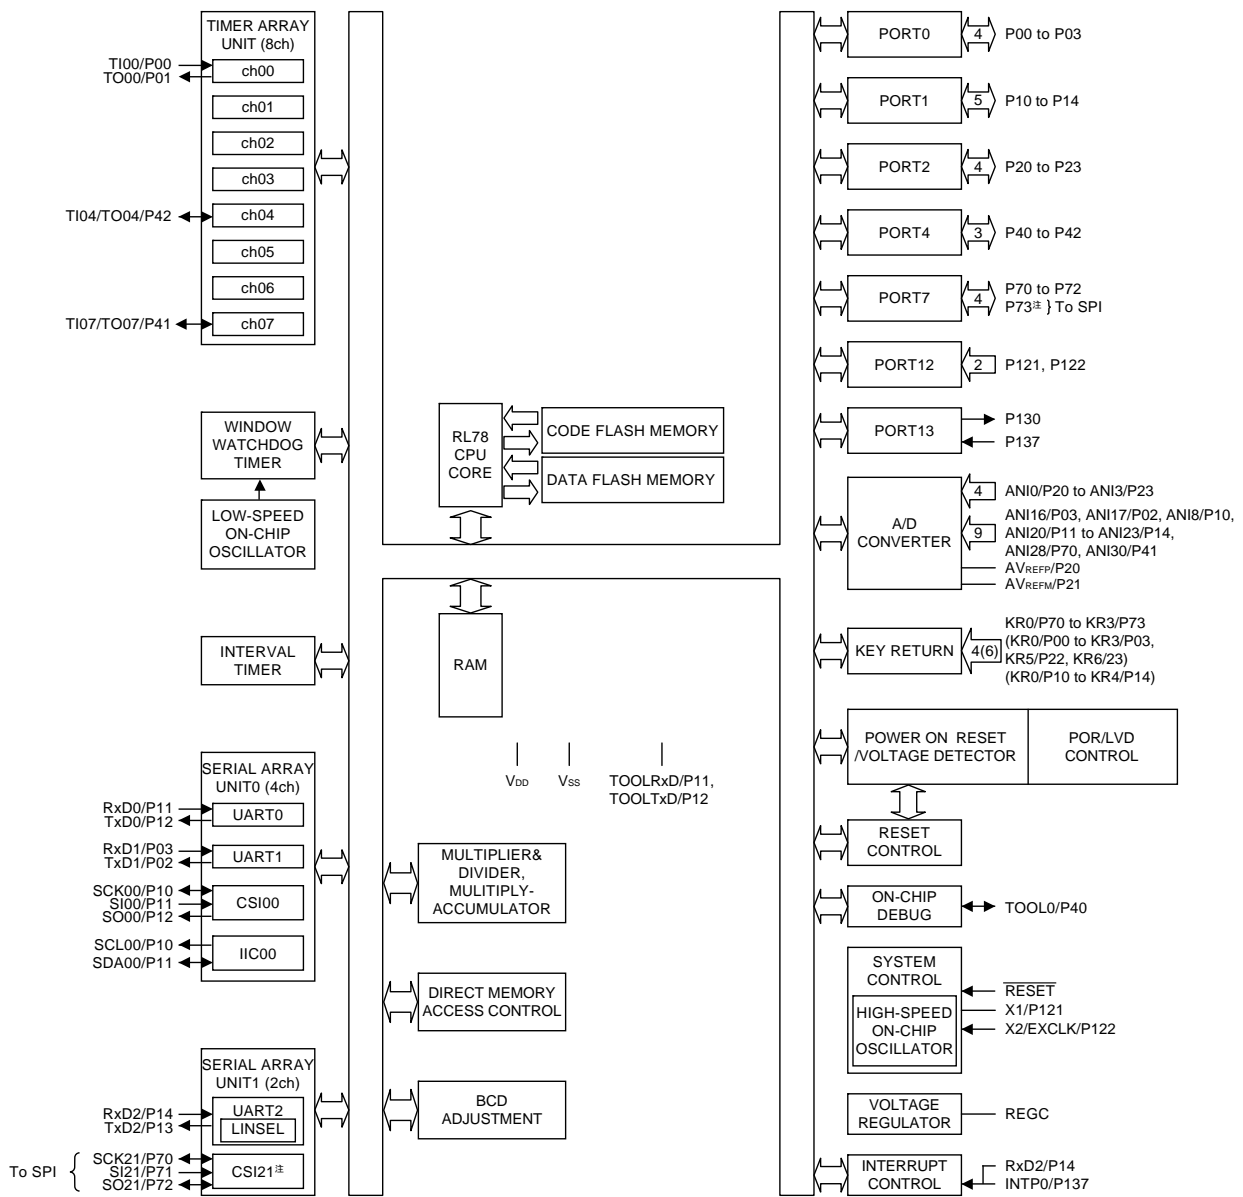 TIMER ARRAY
UNIT (8ch)
TI00/P00
TO00/P01
ch00
ch01
ch02
ch03
TI04/TO04/P42
ch04
ch05
ch06
TI07/TO07/P41
ch07
WINDOW
WATCHDOG
TIMER
LOW-SPEED
ON-CHIP
OSCILLATOR
INTERVAL
TIMER
SERIAL ARRAY
UNIT0 (4ch)
RxD0/P11
TxD0/P12
UART0
RxD1/P03
TxD1/P02
UART1
SCK00/P10
SI00/P11
SO00/P12
CSI00
SCL00/P10
SDA00/P11
IIC00
SERIAL ARRAY
UNIT1 (2ch)
RxD2/P14
TxD2/P13
UART2
LINSEL
To SPI {
SCK21/P70
SI21/P71
SO21/P72
CSI21注
RL78
CPU
CORE
CODE FLASH MEMORY
DATA FLASH MEMORY
RAM
VDD
VSS
TOOLRxD/P11,
TOOLTxD/P12
MULTIPLIER&
DIVIDER,
MULITIPLY-
ACCUMULATOR
DIRECT MEMORY
ACCESS CONTROL
BCD
ADJUSTMENT
PORT0
4
P00 to P03
PORT1
5
P10 to P14
PORT2
4
P20 to P23
PORT4
3
P40 to P42
PORT7
4
P70 to P72
P73注 } To SPI
PORT12
2
P121, P122
PORT13
P130
P137
A/D
CONVERTER
4
ANI0/P20 to ANI3/P23
9
ANI16/P03, ANI17/P02, ANI8/P10,
ANI20/P11 to ANI23/P14,
ANI28/P70, ANI30/P41
AVREFP/P20
AVREFM/P21
KEY RETURN
4(6)
KR0/P70 to KR3/P73
(KR0/P00 to KR3/P03,
KR5/P22, KR6/23)
(KR0/P10 to KR4/P14)
POWER ON RESET
/VOLTAGE DETECTOR
POR/LVD
CONTROL
RESET
CONTROL
ON-CHIP
DEBUG
TOOL0/P40
SYSTEM
CONTROL
HIGH-SPEED
ON-CHIP
OSCILLATOR
RESET
X1/P121
X2/EXCLK/P122
VOLTAGE
REGULATOR
REGC
INTERRUPT
CONTROL
RxD2/P14
INTP0/P137